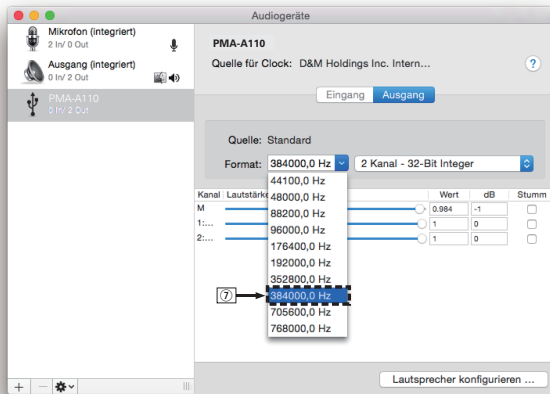 Audiogeräte
Mikrofon (integriert)
2 In/ 0 Out
Ausgang (integriert)
0 In/ 2 Out
PMA-A110
0 In/ 2 Out
PMA-A110
Quelle für Clock: D&M Holdings Inc. Intern...
?
Eingang Ausgang
Quelle: Standard
Format: 384000,0 Hz 2 Kanal - 32-Bit Integer
44100,0 Hz
48000,0 Hz
88200,0 Hz
96000,0 Hz
176400,0 Hz
192000,0 Hz
352800,0 Hz
⑦ 384000,0 Hz
705600,0 Hz
768000,0 Hz
Kanal Lautstärke Wert dB Stumm
M 0.984 -1
1:... 1 0
2:... 1 0
+ −
Lautsprecher konfigurieren ...